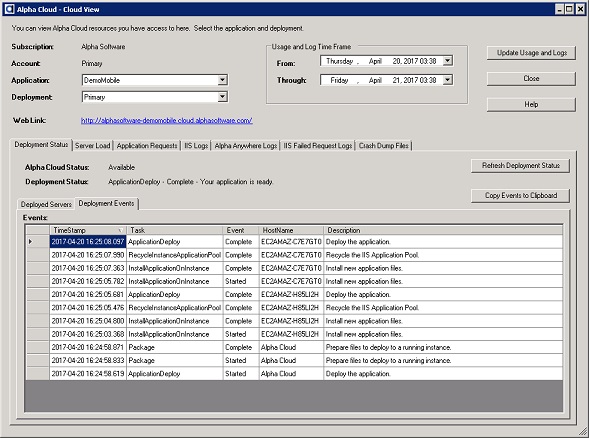 Alpha Cloud - Cloud View
You can view Alpha Cloud resources you have access to here. Select the application and deployment.
Subscription: Alpha Software
Account: Primary
Application: DemoMobile
Deployment: Primary
Web Link: http://alphasoftware-demomobile.cloud.alphasoftware.com/
Usage and Log Time Frame
From: Thursday , April 20, 2017 03:38
Through: Friday , April 21, 2017 03:38
Update Usage and Logs
Close
Help
Deployment Status Server Load Application Requests IIS Logs Alpha Anywhere Logs IIS Failed Request Logs Crash Dump Files
Alpha Cloud Status: Available
Deployment Status: ApplicationDeploy - Complete - Your application is ready.
Refresh Deployment Status
Copy Events to Clipboard
Deployed Servers Deployment Events
Events:
TimeStamp Task Event HostName Description
2017-04-20 16:25:08.097 ApplicationDeploy Complete EC2AMAZ-C7E7GT0 Deploy the application.
2017-04-20 16:25:07.990 RecycleInstanceApplicationPool Complete EC2AMAZ-C7E7GT0 Recycle the IIS Application Pool.
2017-04-20 16:25:07.363 InstallApplicationOnInstance Complete EC2AMAZ-C7E7GT0 Install new application files.
2017-04-20 16:25:05.782 InstallApplicationOnInstance Started EC2AMAZ-C7E7GT0 Install new application files.
2017-04-20 16:25:05.681 ApplicationDeploy Complete EC2AMAZ-H85LI2H Deploy the application.
2017-04-20 16:25:05.476 RecycleInstanceApplicationPool Complete EC2AMAZ-H85LI2H Recycle the IIS Application Pool.
2017-04-20 16:25:04.800 InstallApplicationOnInstance Complete EC2AMAZ-H85LI2H Install new application files.
2017-04-20 16:25:03.368 InstallApplicationOnInstance Started EC2AMAZ-H85LI2H Install new application files.
2017-04-20 16:24:58.871 Package Complete Alpha Cloud Prepare files to deploy to a running instance.
2017-04-20 16:24:58.833 Package Started Alpha Cloud Prepare files to deploy to a running instance.
2017-04-20 16:24:58.619 ApplicationDeploy Started Alpha Cloud Deploy the application.